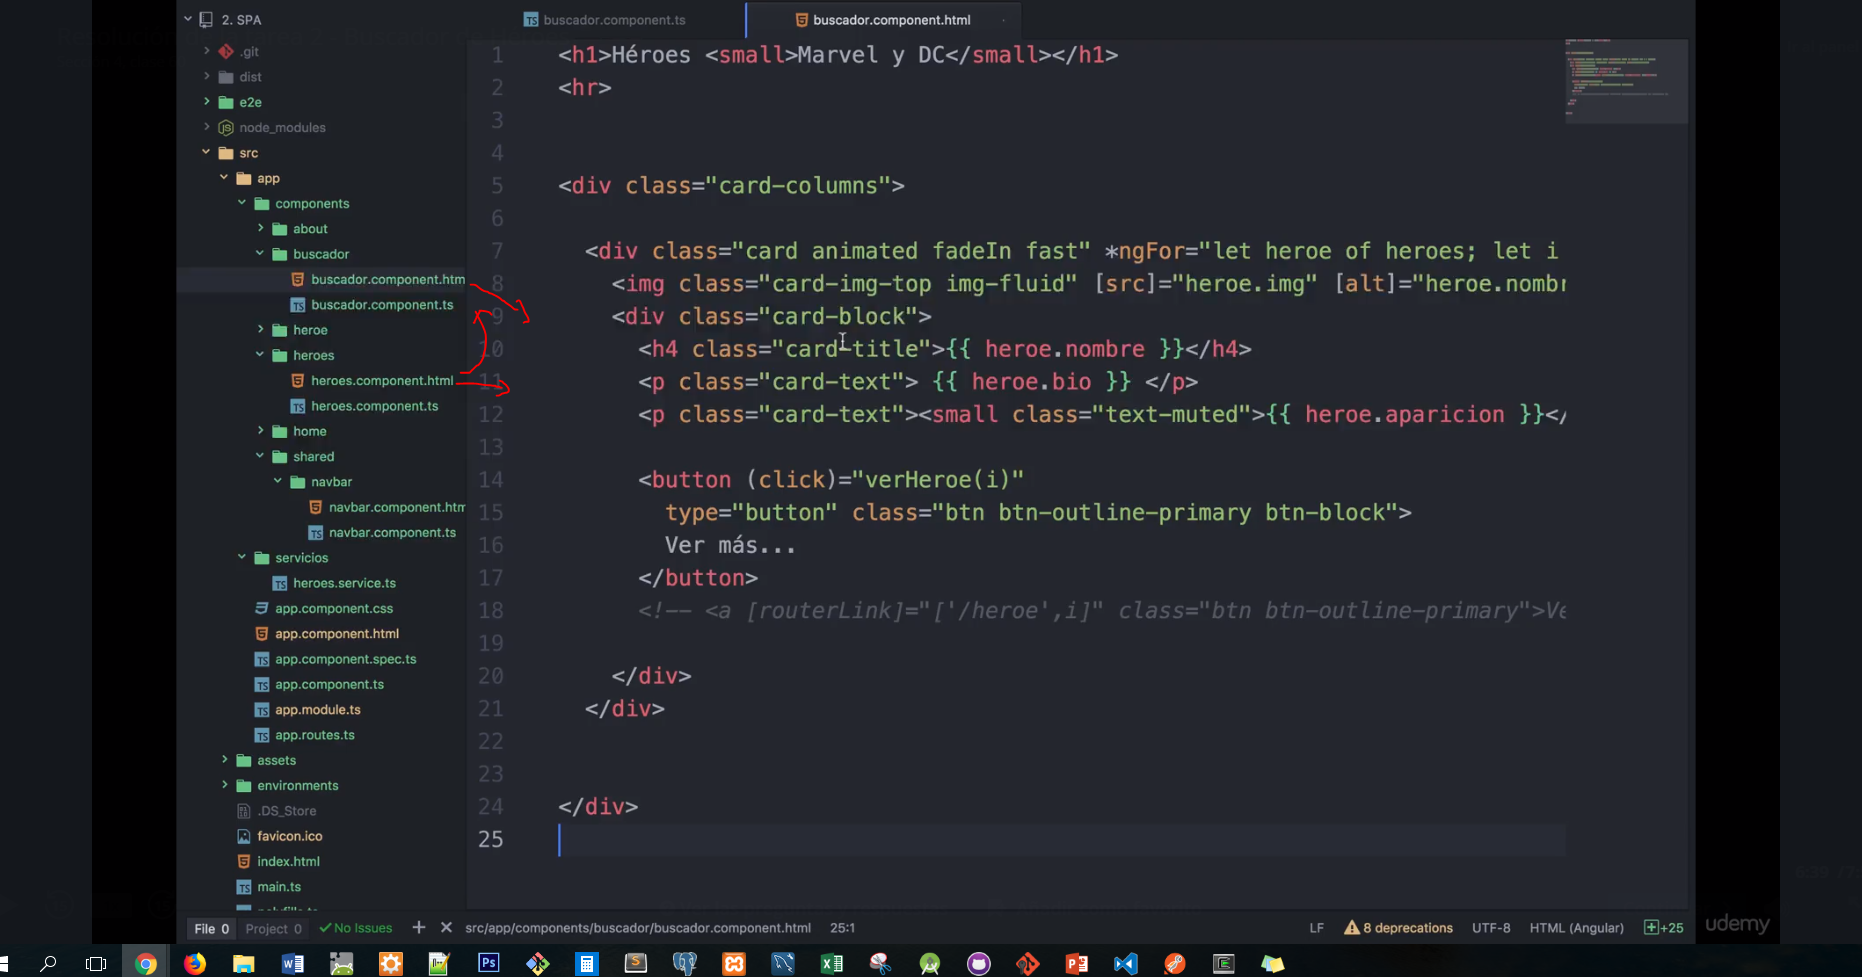 2. SPA
buscador.component.ts
buscador.component.html
.git
dist
e2e
node_modules
src
app
components
about
buscador
buscador.component.htm
buscador.component.ts
heroe
heroes
heroes.component.html
heroes.component.ts
home
shared
navbar
navbar.component.htm
navbar.component.ts
servicios
heroes.service.ts
app.component.css
app.component.html
app.component.spec.ts
app.component.ts
app.module.ts
app.routes.ts
assets
environments
.DS_Store
favicon.ico
index.html
main.ts
1 <h1>Héroes <small>Marvel y DC</small></h1>
2 <hr>
3
4
5 <div class="card-columns">
6
7 <div class="card animated fadeIn fast" *ngFor="let heroe of heroes; let i
8 <img class="card-img-top img-fluid" [src]="heroe.img" [alt]="heroe.nombr
9 <div class="card-block">
10 <h4 class="card-title">{{ heroe.nombre }}</h4>
11 <p class="card-text"> {{ heroe.bio }} </p>
12 <p class="card-text"><small class="text-muted">{{ heroe.aparicion }}</
13
14 <button (click)="verHeroe(i)"
15 type="button" class="btn btn-outline-primary btn-block">
16 Ver más...
17 </button>
18 <!-- <a [routerLink]="['/heroe',i]" class="btn btn-outline-primary">Ve
19
20 </div>
21 </div>
22
23
24 </div>
25
File 0 Project 0 No Issues + × src/app/components/buscador/buscador.component.html 25:1 LF 8 deprecations UTF-8 HTML (Angular) +25
udemy